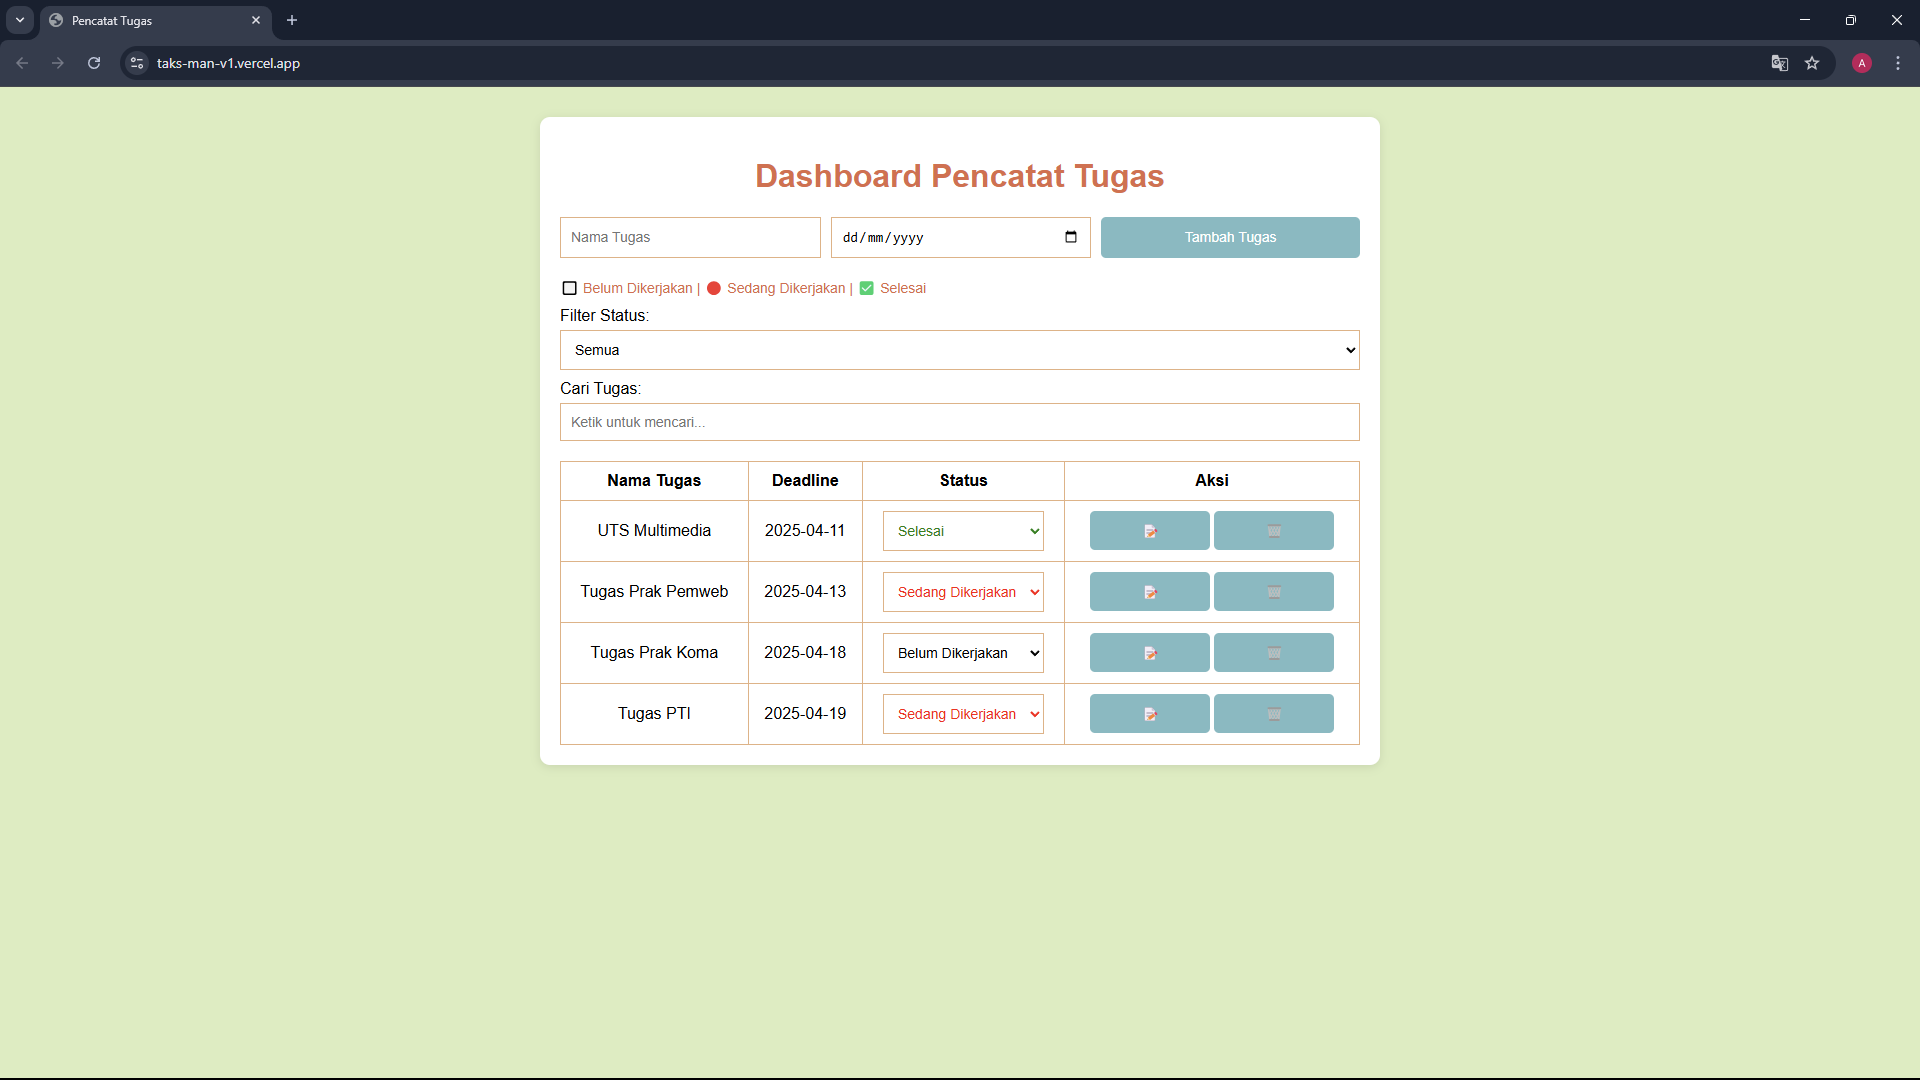 Pencatat Tugas
taks-man-v1.vercel.app
A
Dashboard Pencatat Tugas
Nama Tugas dd/mm/yyyy Tambah Tugas
Belum Dikerjakan | Sedang Dikerjakan | Selesai
Filter Status:
Semua
Cari Tugas:
Ketik untuk mencari...
Nama Tugas Deadline Status Aksi
UTS Multimedia 2025-04-11 Selesai
Tugas Prak Pemweb 2025-04-13 Sedang Dikerjakan
Tugas Prak Koma 2025-04-18 Belum Dikerjakan
Tugas PTI 2025-04-19 Sedang Dikerjakan